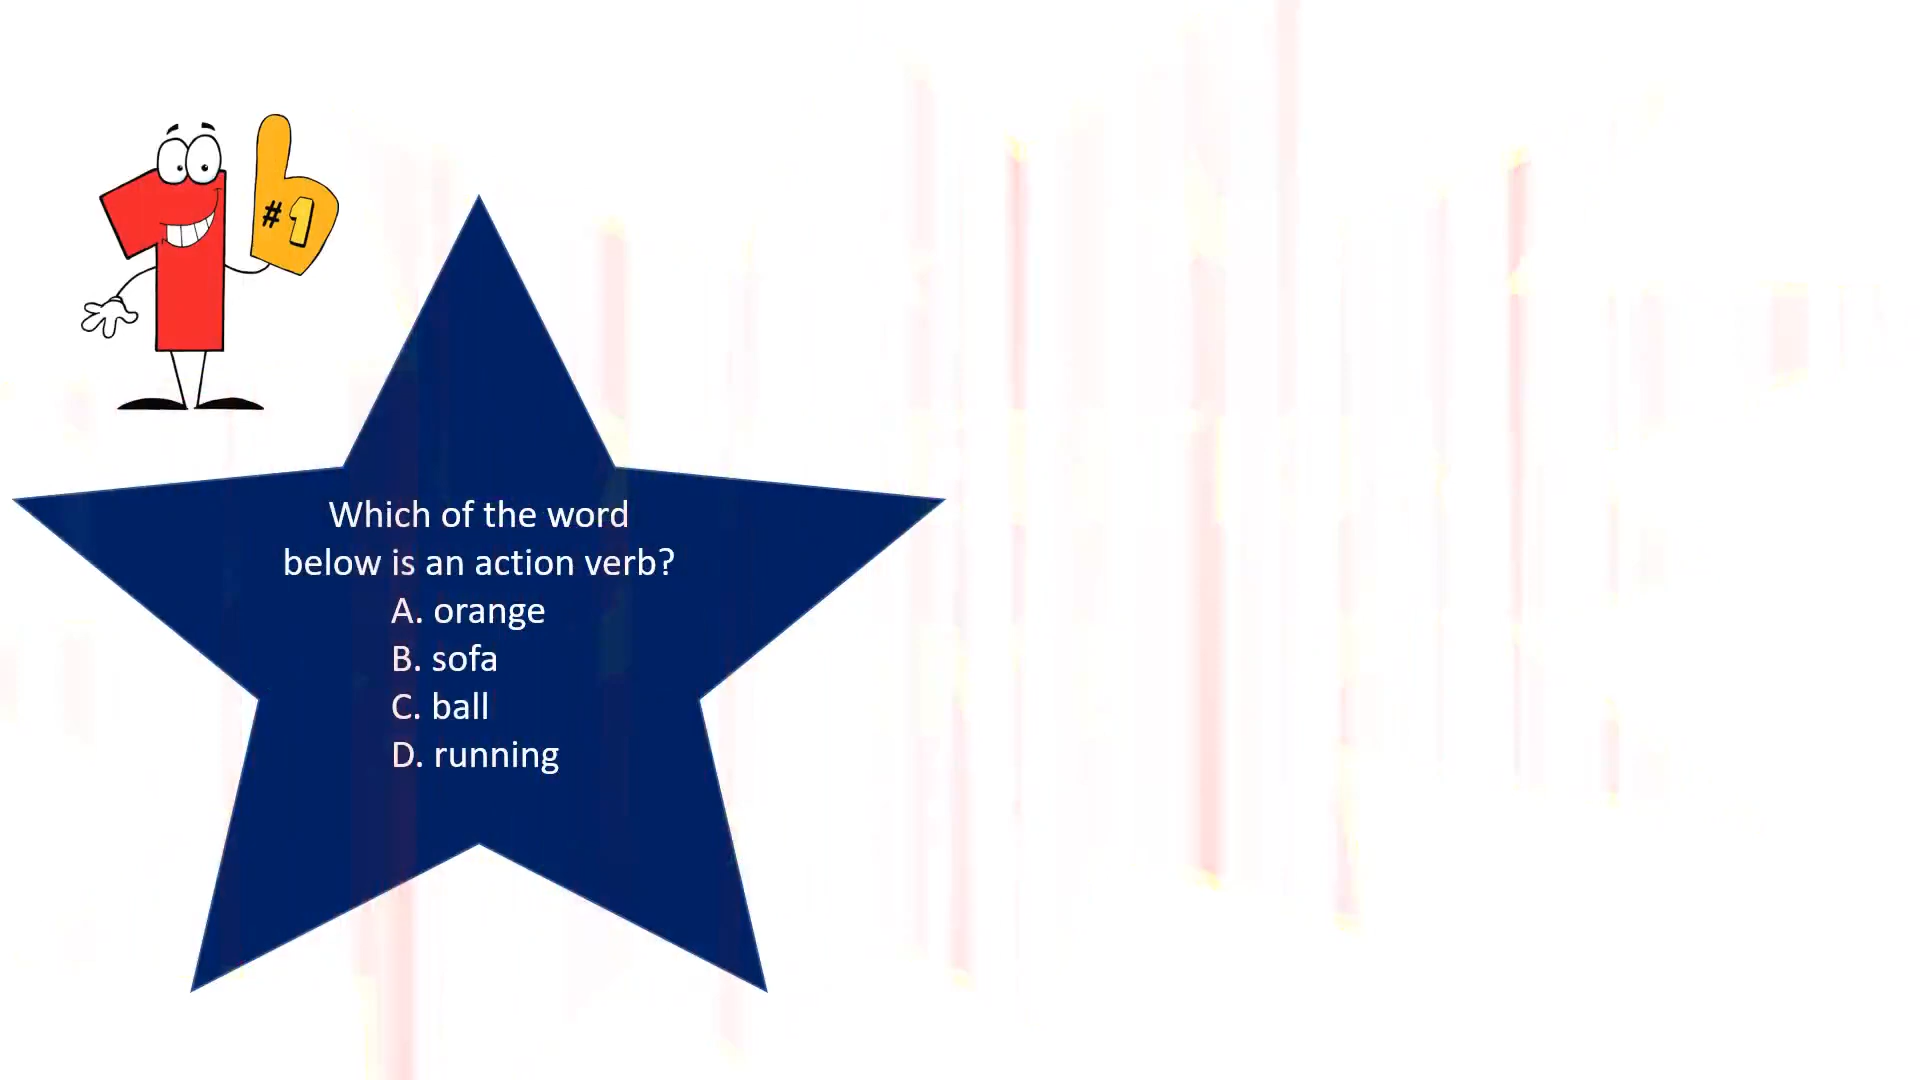 #1
Which of the word
below is an action verb?
A. orange
B. sofa
C. ball
D. running